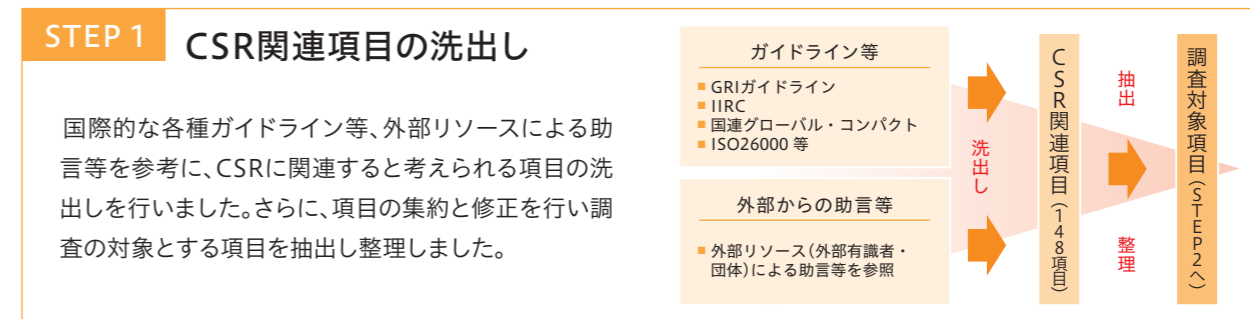 STEP 1
CSR関連項目の洗出し
国際的な各種ガイドライン等、外部リソースによる助
言等を参考に、CSRに関連すると考えられる項目の洗
出しを行いました。さらに、項目の集約と修正を行い調
査の対象とする項目を抽出し整理しました。
ガイドライン等
■ GRIガイドライン
■ IIRC
■ 国連グローバル・コンパクト
■ ISO26000 等
外部からの助言等
■ 外部リソース（外部有識者・
団体）による助言等を参照
洗出し
CSR関連項目（148項目）
抽出
整理
調査対象項目（STEP2へ）